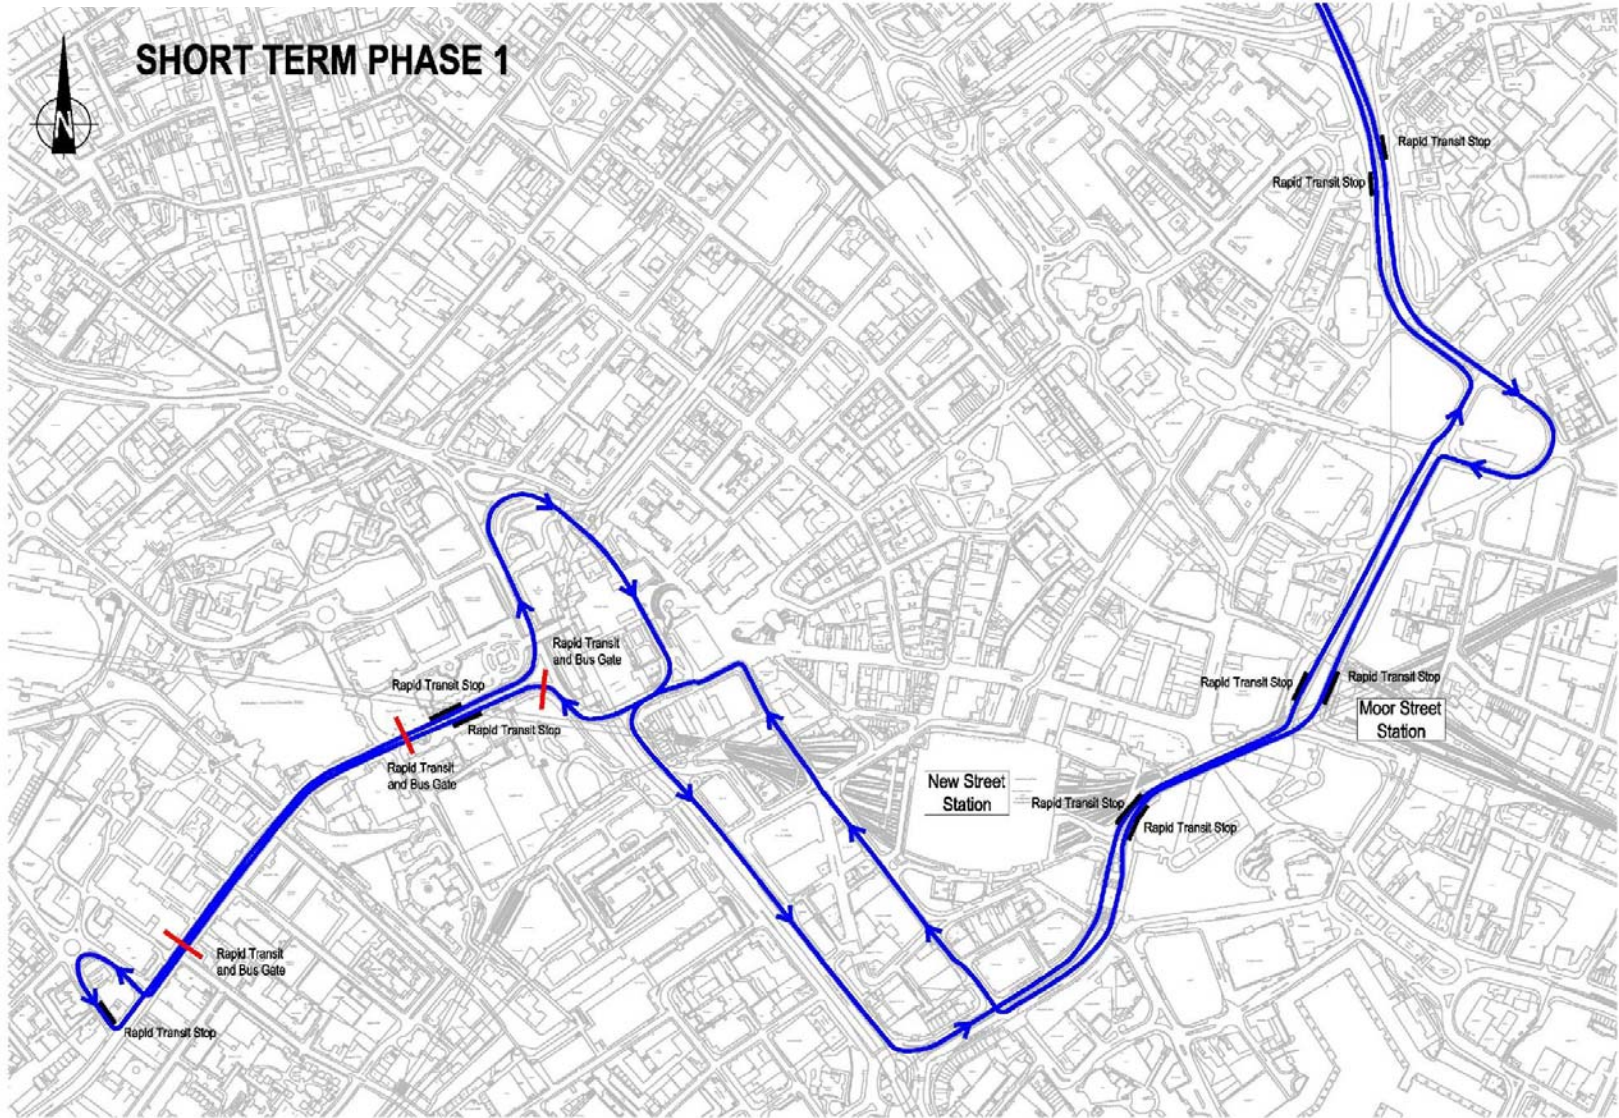 SHORT TERM PHASE 1
N
Rapid Transit Stop
Rapid Transit Stop
Rapid Transit
and Bus Gate
Rapid Transit Stop
Rapid Transit Stop
Rapid Transit
and Bus Gate
Rapid Transit Stop
Rapid Transit Stop
Moor Street
Station
New Street
Station
Rapid Transit Stop
Rapid Transit Stop
Rapid Transit
and Bus Gate
Rapid Transit Stop